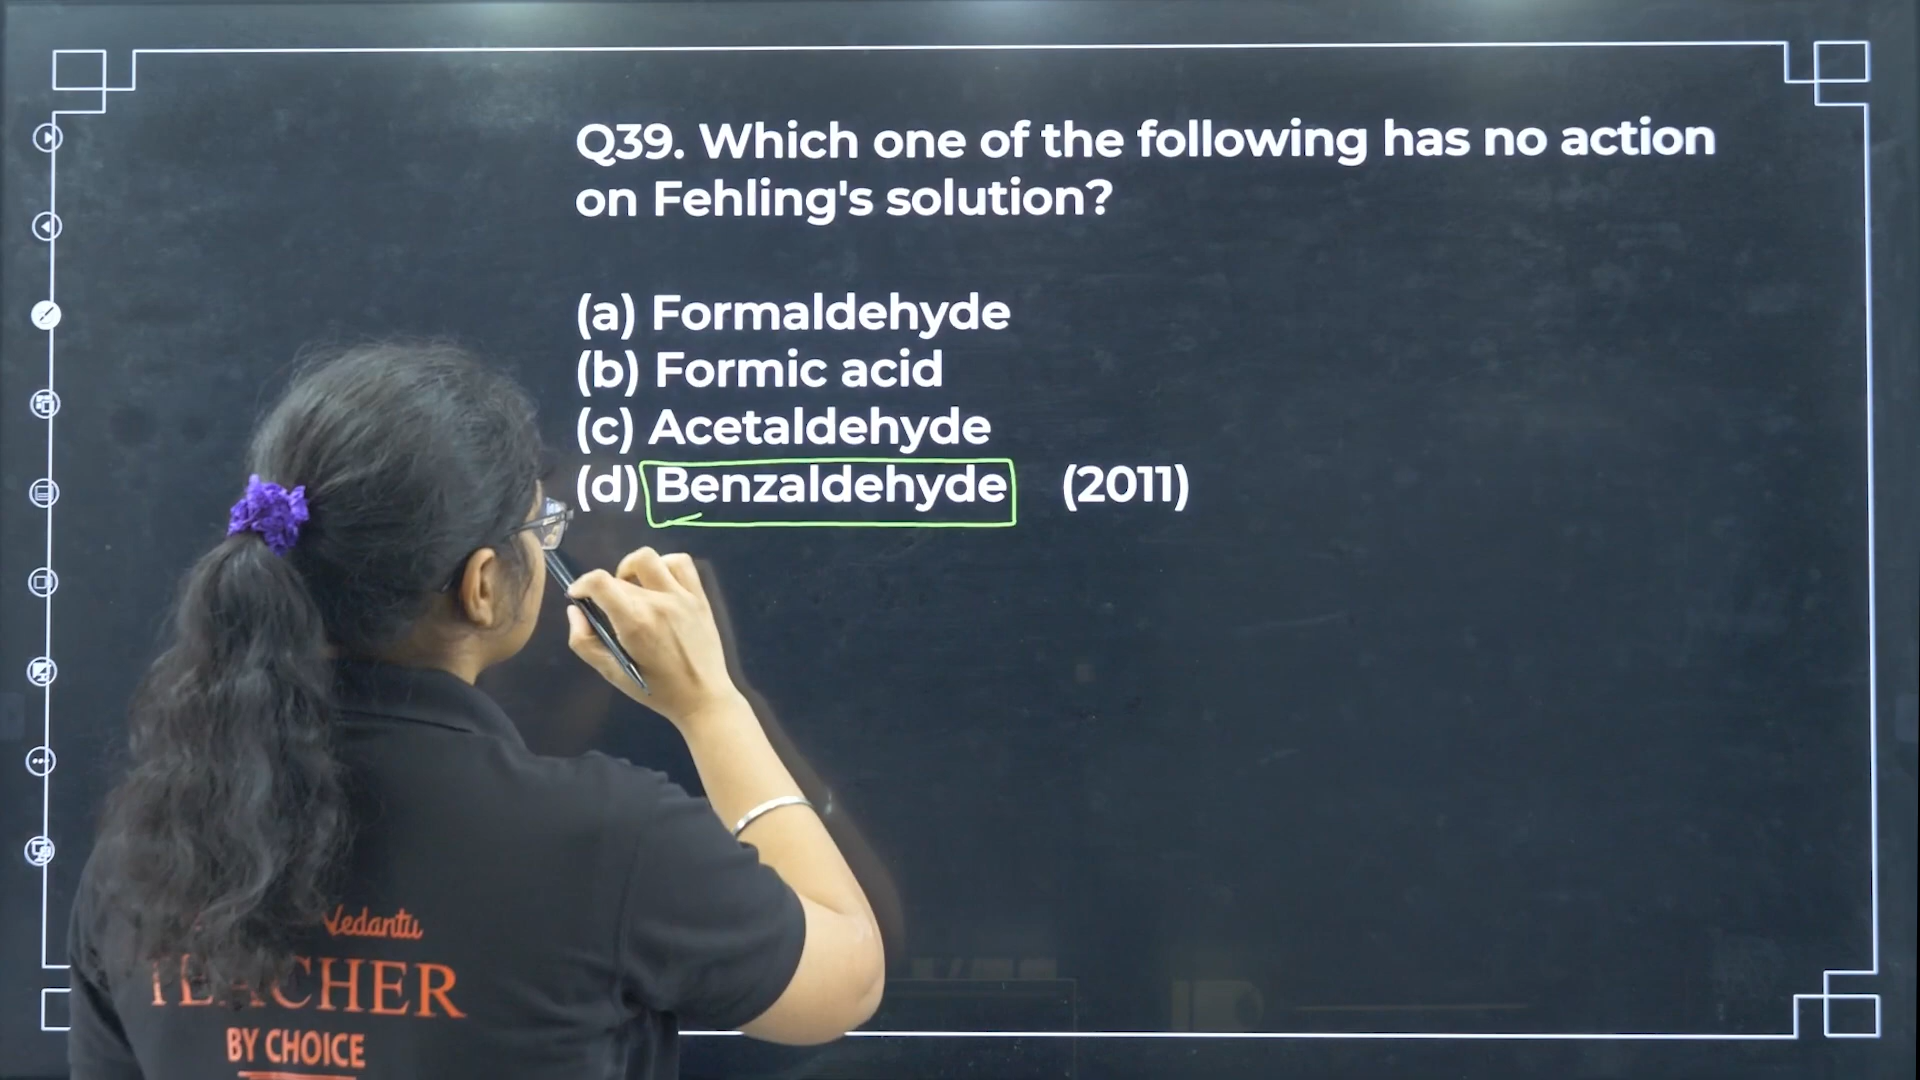 Q39. Which one of the following has no action
on Fehling's solution?
(a) Formaldehyde
(b) Formic acid
(c) Acetaldehyde
(d) Benzaldehyde (2011)
Vedantu
TEACHER
BY CHOICE